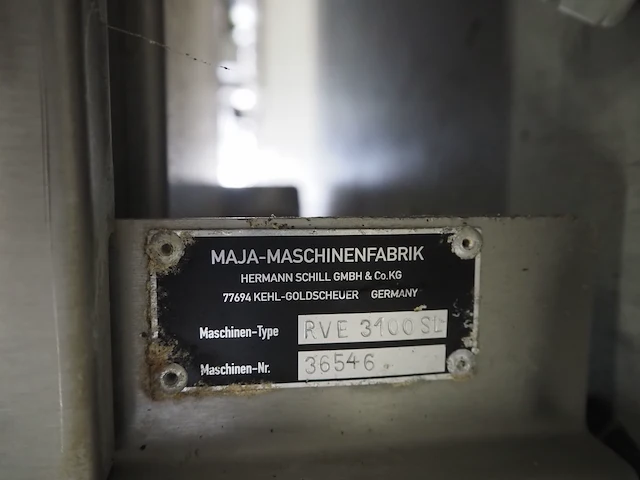 MAJA-MASCHINENFABRIK
HERMANN SCHILL GMBH & Co.KG
77694 KEHL-GOLDSCHEUER GERMANY
Maschinen-Type RVE 3100 SL
Maschinen-Nr. 36546